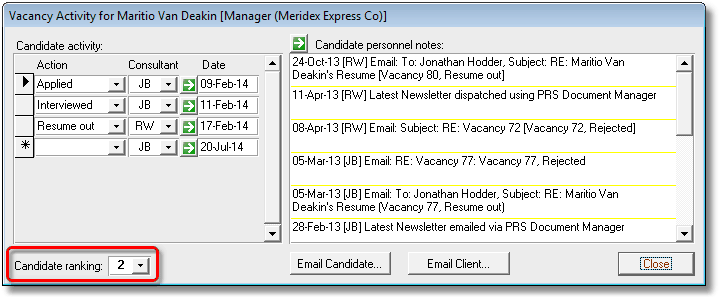 Vacancy Activity for Maritio Van Deakin [Manager (Meridex Express Co)]
Candidate activity:
Action Consultant Date
Applied JB 09-Feb-14
Interviewed JB 11-Feb-14
Resume out RW 17-Feb-14
* JB 20-Jul-14
Candidate ranking: 2
Candidate personnel notes:
24-Oct-13 [RW] Email: To: Jonathan Hodder, Subject: RE: Maritio Van
Deakin's Resume [Vacancy 80, Resume out]
11-Apr-13 [RW] Latest Newsletter dispatched using PRS Document Manager
08-Apr-13 [RW] Email: Subject: RE: Vacancy 72 [Vacancy 72, Rejected]
05-Mar-13 [JB] Email: RE: Vacancy 77: Vacancy 77, Rejected
05-Mar-13 [JB] Email: To: Jonathan Hodder, Subject: RE: Maritio Van
Deakin's Resume [Vacancy 77, Resume out]
28-Feb-13 [JB] Latest Newsletter emailed via PRS Document Manager
Email Candidate... Email Client... Close